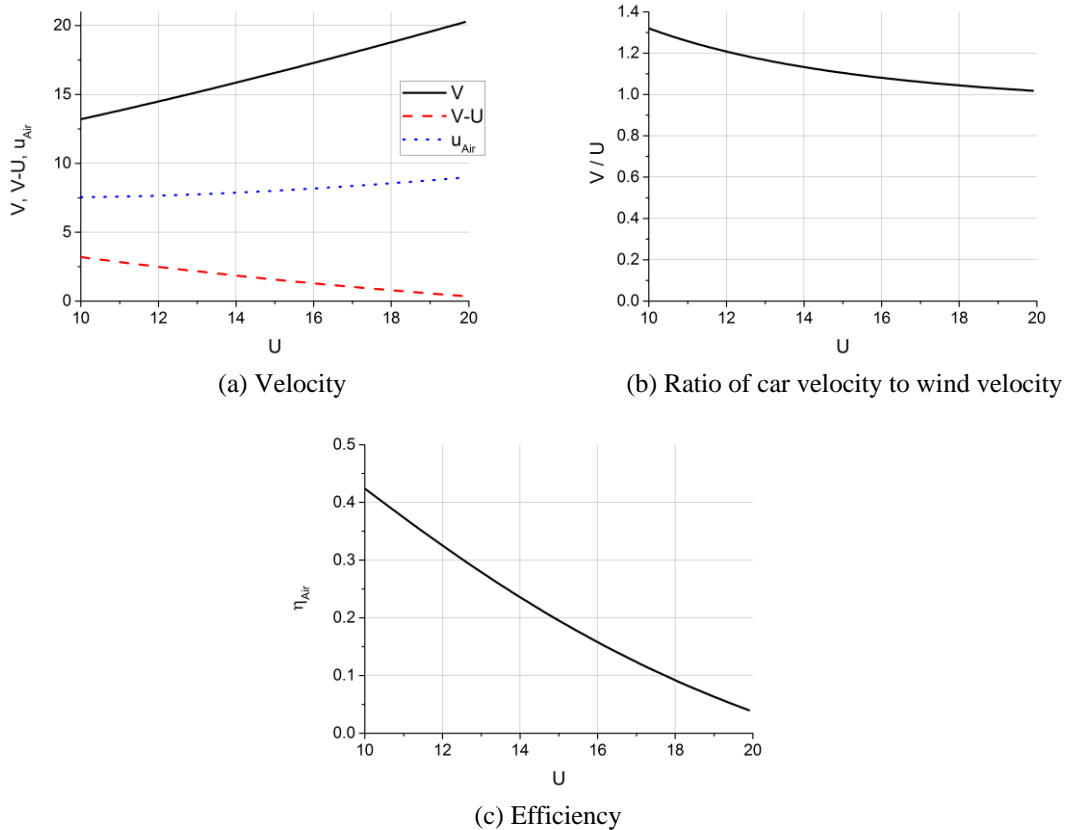 20
15
10
5
0
V, V-U, u_Air
V
V-U
u_Air
10 12 14 16 18 20
U
(a) Velocity
1.4
1.2
1.0
0.8
0.6
0.4
0.2
0.0
V / U
10 12 14 16 18 20
U
(b) Ratio of car velocity to wind velocity
0.5
0.4
0.3
0.2
0.1
0.0
η_Air
10 12 14 16 18 20
U
(c) Efficiency